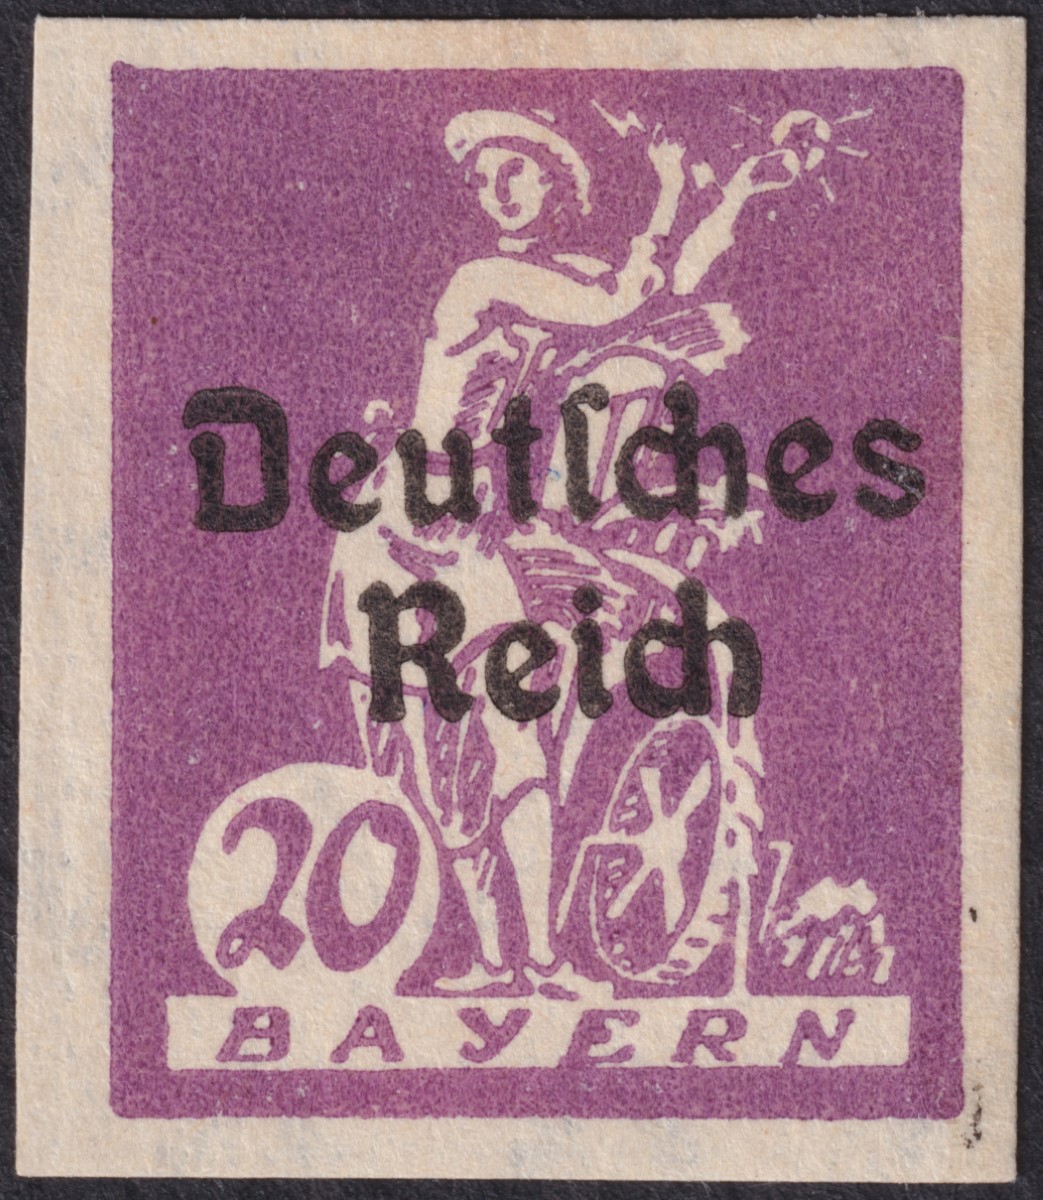 Deutſches
Reich
20
BAYERN